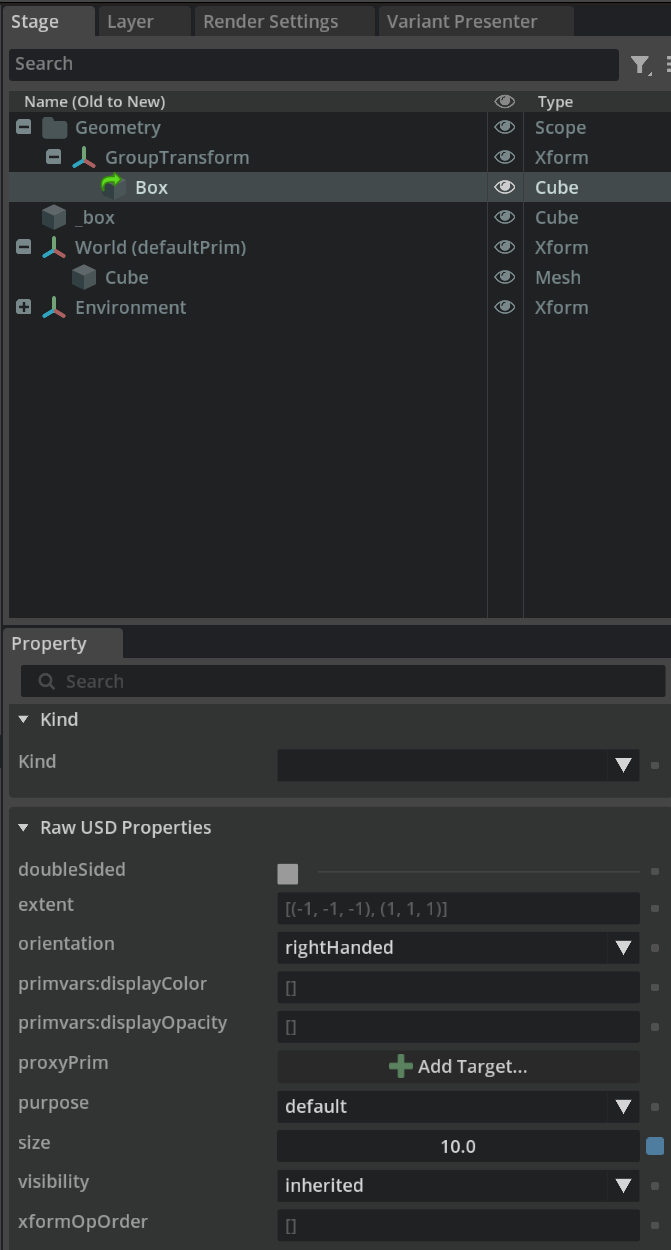 Stage Layer Render Settings Variant Presenter
Search
Name (Old to New) Type
Geometry Scope
GroupTransform Xform
Box Cube
_box Cube
World (defaultPrim) Xform
Cube Mesh
Environment Xform
Property
Search
Kind
Kind
Raw USD Properties
doubleSided
extent [(-1, -1, -1), (1, 1, 1)]
orientation rightHanded
primvars:displayColor []
primvars:displayOpacity []
proxyPrim Add Target...
purpose default
size 10.0
visibility inherited
xformOpOrder []